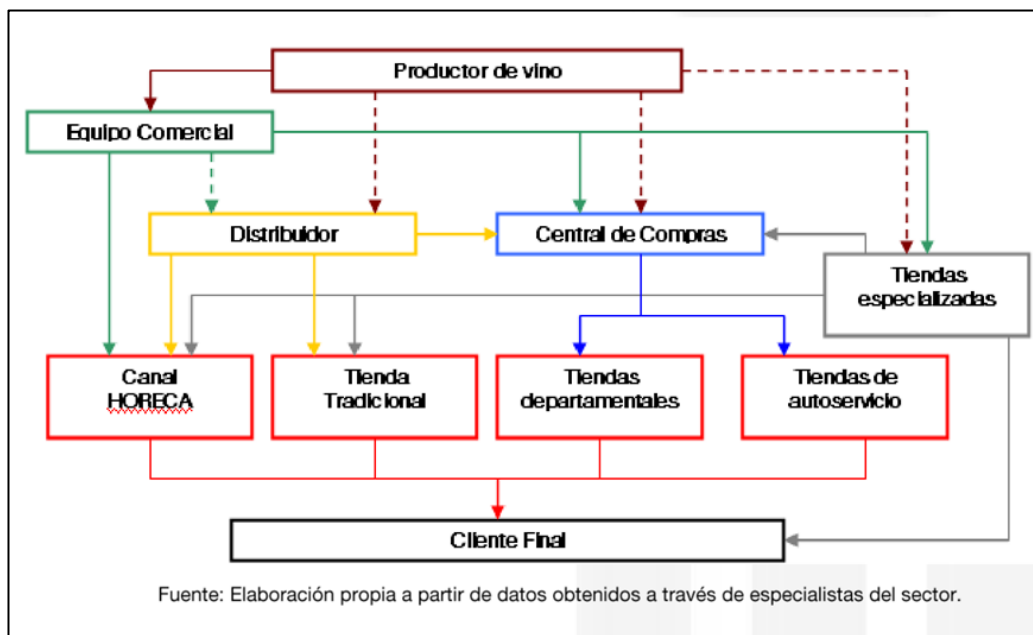 Productor de vino
Equipo Comercial
Distribuidor
Central de Compras
Tiendas
especializadas
Canal
HORECA
Tienda
Tradicional
Tiendas
departamentales
Tiendas de
autoservicio
Cliente Final
Fuente: Elaboración propia a partir de datos obtenidos a través de especialistas del sector.